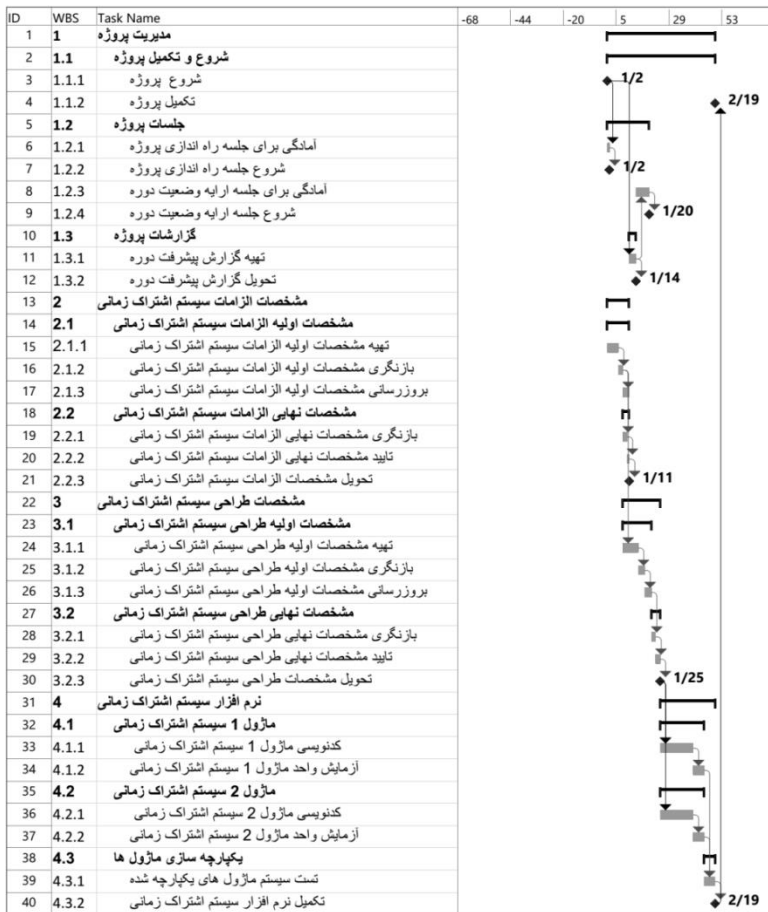 ID WBS Task Name -68 -44 -20 5 29 53
1 1 مدیریت پروژه
2 1.1 شروع و تکمیل پروژه
3 1.1.1 شروع پروژه 1/2
4 1.1.2 تکمیل پروژه 2/19
5 1.2 جلسات پروژه
6 1.2.1 آمادگی برای جلسه راه اندازی پروژه
7 1.2.2 شروع جلسه راه اندازی پروژه 1/2
8 1.2.3 آمادگی برای جلسه ارایه وضعیت دوره
9 1.2.4 شروع جلسه ارایه وضعیت دوره 1/20
10 1.3 گزارشات پروژه
11 1.3.1 تهیه گزارش پیشرفت دوره
12 1.3.2 تحویل گزارش پیشرفت دوره 1/14
13 2 مشخصات الزامات سیستم اشتراک زمانی
14 2.1 مشخصات اولیه الزامات سیستم اشتراک زمانی
15 2.1.1 تهیه مشخصات اولیه الزامات سیستم اشتراک زمانی
16 2.1.2 بازنگری مشخصات اولیه الزامات سیستم اشتراک زمانی
17 2.1.3 بروزرسانی مشخصات اولیه الزامات سیستم اشتراک زمانی
18 2.2 مشخصات نهایی الزامات سیستم اشتراک زمانی
19 2.2.1 بازنگری مشخصات نهایی الزامات سیستم اشتراک زمانی
20 2.2.2 تایید مشخصات نهایی الزامات سیستم اشتراک زمانی
21 2.2.3 تحویل مشخصات الزامات سیستم اشتراک زمانی 1/11
22 3 مشخصات طراحی سیستم اشتراک زمانی
23 3.1 مشخصات اولیه طراحی سیستم اشتراک زمانی
24 3.1.1 تهیه مشخصات اولیه طراحی سیستم اشتراک زمانی
25 3.1.2 بازنگری مشخصات اولیه طراحی سیستم اشتراک زمانی
26 3.1.3 بروزرسانی مشخصات اولیه طراحی سیستم اشتراک زمانی
27 3.2 مشخصات نهایی طراحی سیستم اشتراک زمانی
28 3.2.1 بازنگری مشخصات نهایی طراحی سیستم اشتراک زمانی
29 3.2.2 تایید مشخصات نهایی طراحی سیستم اشتراک زمانی
30 3.2.3 تحویل مشخصات طراحی سیستم اشتراک زمانی 1/25
31 4 نرم افزار سیستم اشتراک زمانی
32 4.1 ماژول 1 سیستم اشتراک زمانی
33 4.1.1 کدنویسی ماژول 1 سیستم اشتراک زمانی
34 4.1.2 آزمایش واحد ماژول 1 سیستم اشتراک زمانی
35 4.2 ماژول 2 سیستم اشتراک زمانی
36 4.2.1 کدنویسی ماژول 2 سیستم اشتراک زمانی
37 4.2.2 آزمایش واحد ماژول 2 سیستم اشتراک زمانی
38 4.3 یکپارچه سازی ماژول ها
39 4.3.1 تست سیستم ماژول های یکپارچه شده
40 4.3.2 تکمیل نرم افزار سیستم اشتراک زمانی 2/19